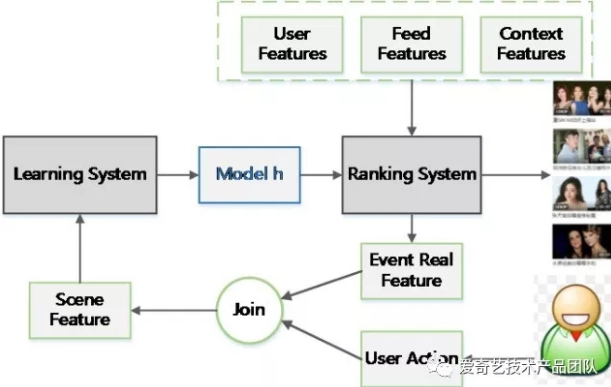 User
Features
Feed
Features
Context
Features
Learning System
Model h
Ranking System
Event Real
Feature
Scene
Feature
Join
User Action
爱奇艺技术产品团队